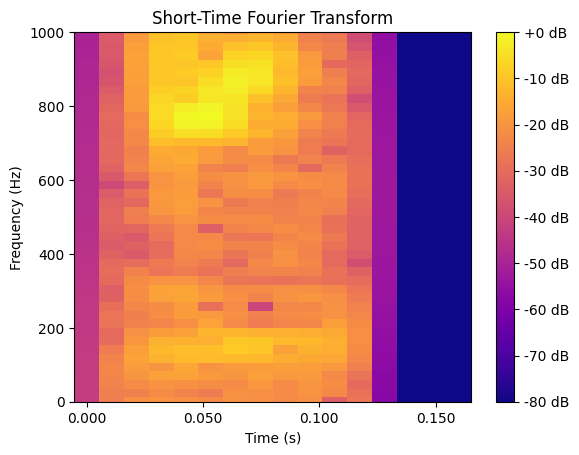 Short-Time Fourier Transform
1000
800
600
400
200
0
Frequency (Hz)
0.000
0.050
0.100
0.150
Time (s)
+0 dB
-10 dB
-20 dB
-30 dB
-40 dB
-50 dB
-60 dB
-70 dB
-80 dB